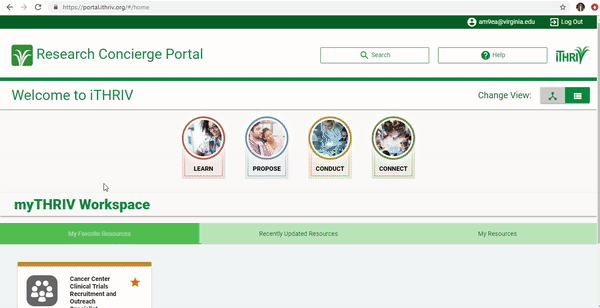 https://portal.ithriv.org/#/home
am9ea@virginia.edu
Log Out
Research Concierge Portal
Search
Help
iTHRIV
Welcome to iTHRIV
Change View:
LEARN
PROPOSE
CONDUCT
CONNECT
myTHRIV Workspace
My Favorite Resources
Recently Updated Resources
My Resources
Cancer Center
Clinical Trials
Recruitment and
Outreach